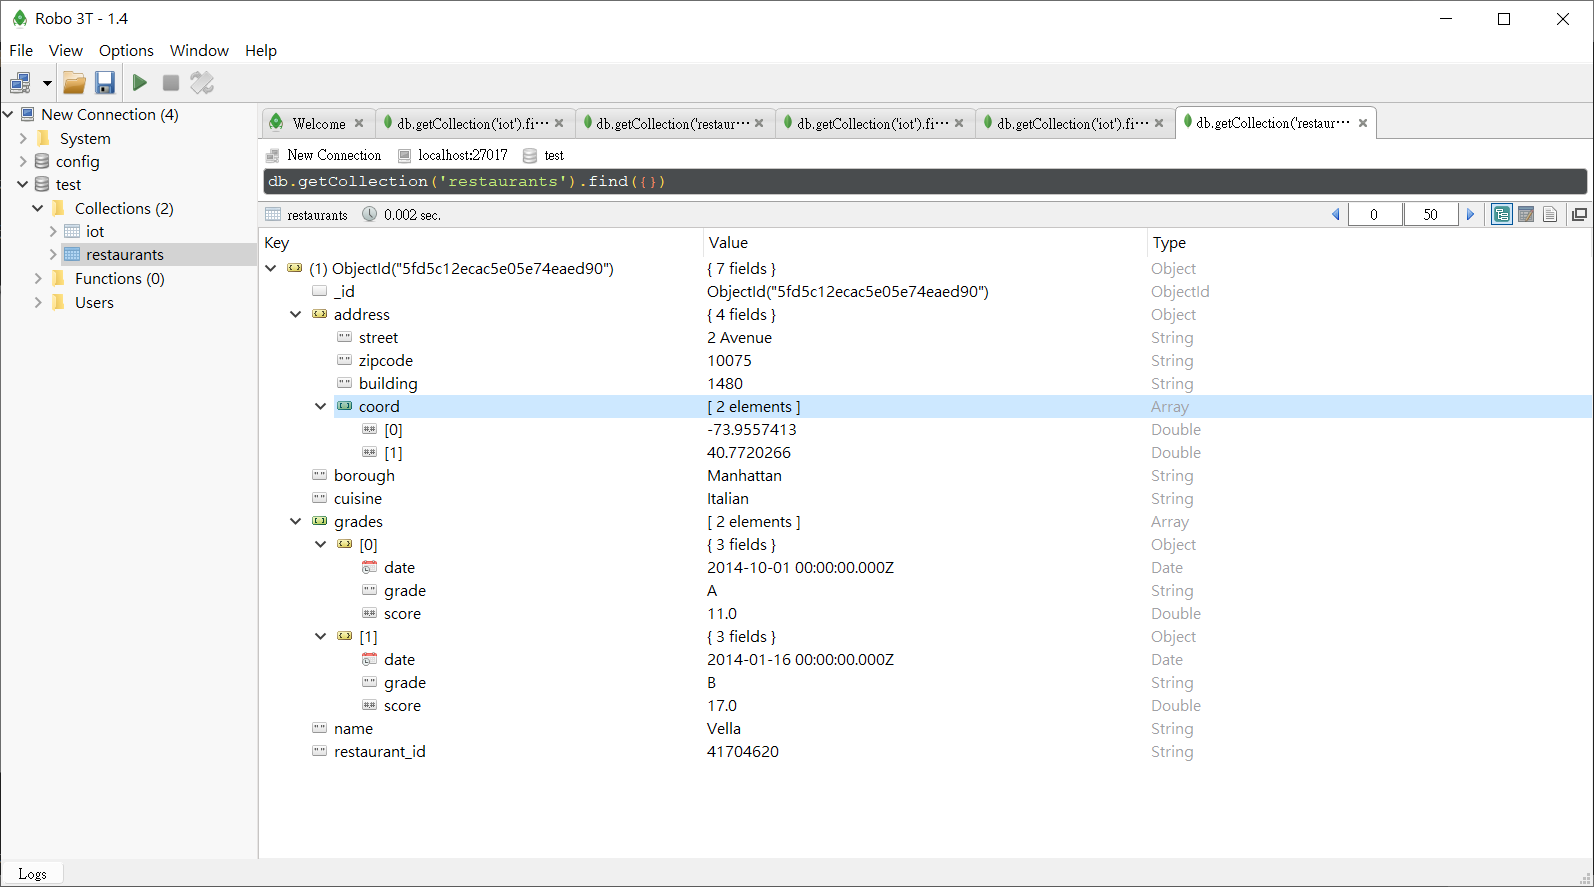 Robo 3T - 1.4
File View Options Window Help
New Connection (4)
System
config
test
Collections (2)
iot
restaurants
Functions (0)
Users
Welcome db.getCollection('iot').fi··· db.getCollection('restaur··· db.getCollection('iot').fi··· db.getCollection('iot').fi··· db.getCollection('restaur···
New Connection localhost:27017 test
db.getCollection('restaurants').find({})
restaurants 0.002 sec. 0 50
Key Value Type
(1) ObjectId("5fd5c12ecac5e05e74eaed90") { 7 fields } Object
_id ObjectId("5fd5c12ecac5e05e74eaed90") ObjectId
address { 4 fields } Object
street 2 Avenue String
zipcode 10075 String
building 1480 String
coord [ 2 elements ] Array
[0] -73.9557413 Double
[1] 40.7720266 Double
borough Manhattan String
cuisine Italian String
grades [ 2 elements ] Array
[0] { 3 fields } Object
date 2014-10-01 00:00:00.000Z Date
grade A String
score 11.0 Double
[1] { 3 fields } Object
date 2014-01-16 00:00:00.000Z Date
grade B String
score 17.0 Double
name Vella String
restaurant_id 41704620 String
Logs